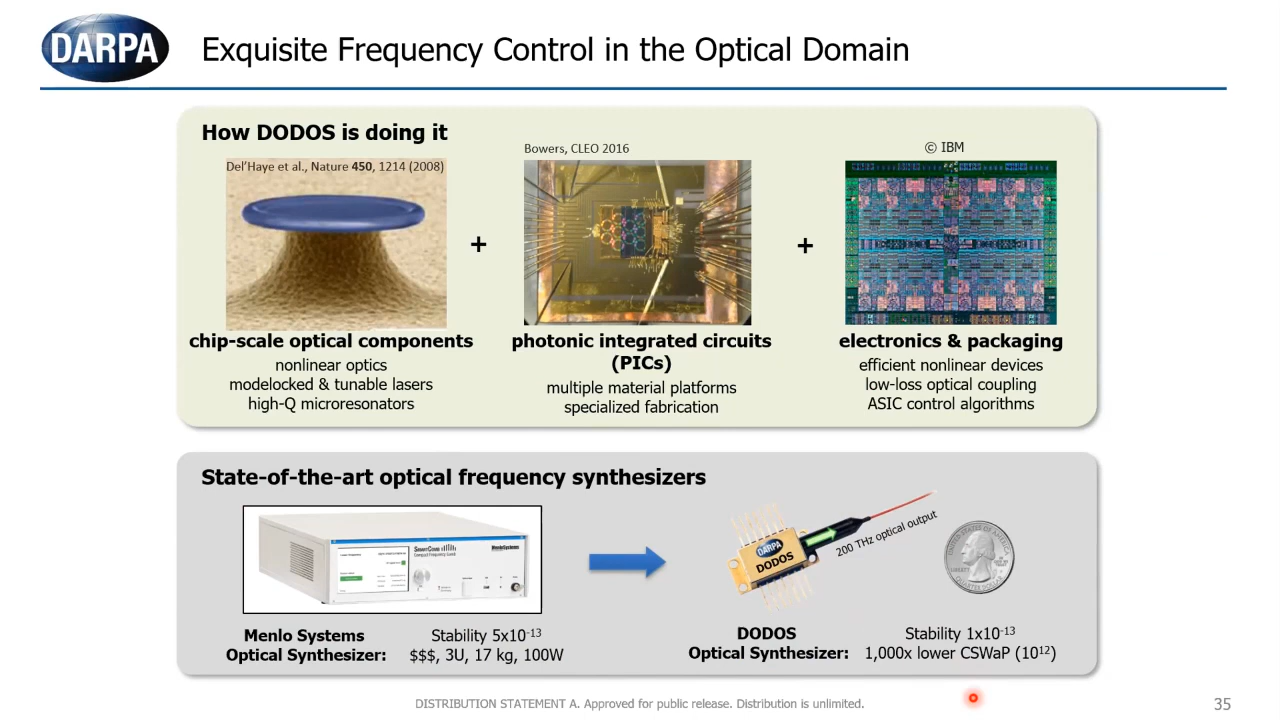 DARPA
Exquisite Frequency Control in the Optical Domain
How DODOS is doing it
Del'Haye et al., Nature 450, 1214 (2008)
Bowers, CLEO 2016
© IBM
+
+
chip-scale optical components
nonlinear optics
modelocked & tunable lasers
high-Q microresonators
photonic integrated circuits
(PICs)
multiple material platforms
specialized fabrication
electronics & packaging
efficient nonlinear devices
low-loss optical coupling
ASIC control algorithms
State-of-the-art optical frequency synthesizers
SmartComb
MenloSystems
DARPA
DODOS
200 THz optical output
LIBERTY
QUARTER DOLLAR
Menlo Systems
Optical Synthesizer:
Stability 5x10⁻¹³
$$$, 3U, 17 kg, 100W
DODOS
Optical Synthesizer:
Stability 1x10⁻¹³
1,000x lower CSWaP (10¹²)
DISTRIBUTION STATEMENT A. Approved for public release. Distribution is unlimited.
35